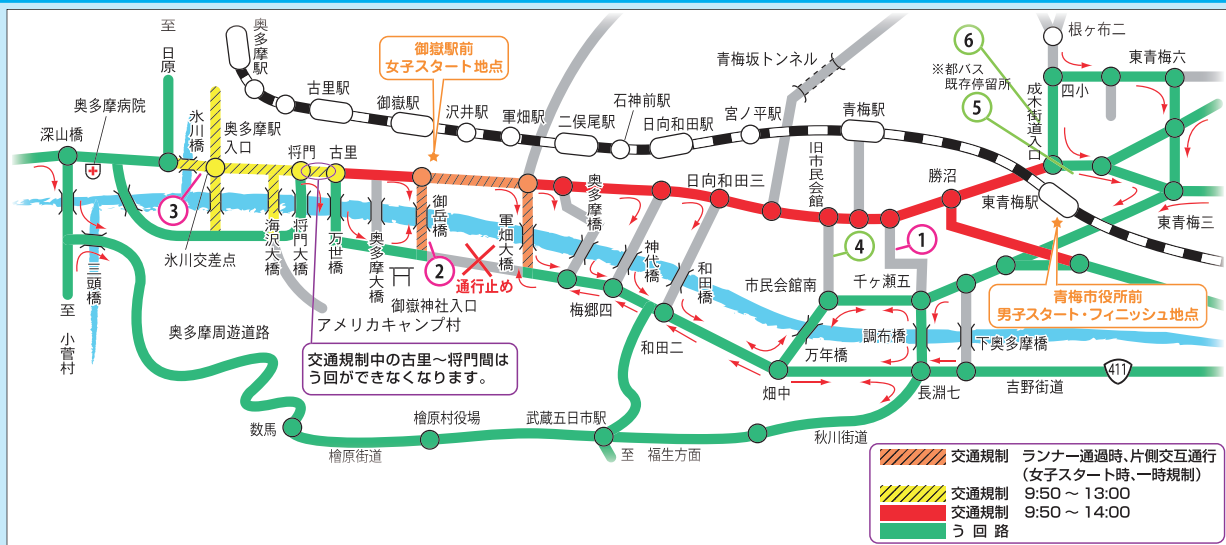 至
日原
奥多摩駅
古里駅
御嶽駅
沢井駅
軍畑駅
二俣尾駅
石神前駅
日向和田駅
宮ノ平駅
青梅駅
青梅坂トンネル
御嶽駅前
女子スタート地点
6
根ヶ布二
※都バス
既存停留所
5
成木街道入口
四小
東青梅六
奥多摩病院
深山橋
氷川橋
奥多摩駅
入口
将門
古里
奥多摩橋
日向和田三
旧市民会館
勝沼
東青梅駅
東青梅三
3
海沢大橋
将門大橋
万世橋
奥多摩大橋
御岳橋
2
通行止め
軍畑大橋
神代橋
和田橋
4
1
千ヶ瀬五
市民会館南
氷川交差点
三頭橋
至
小菅村
御嶽神社入口
アメリカキャンプ村
梅郷四
和田二
万年橋
調布橋
下奥多摩橋
青梅市役所前
男子スタート・フィニッシュ地点
奥多摩周遊道路
交通規制中の古里～将門間は
う回ができなくなります。
畑中
長淵七
吉野街道
411
数馬
檜原村役場
檜原街道
武蔵五日市駅
至 福生方面
秋川街道
交通規制 ランナー通過時、片側交互通行
(女子スタート時、一時規制)
交通規制 9:50 ～ 13:00
交通規制 9:50 ～ 14:00
う回路